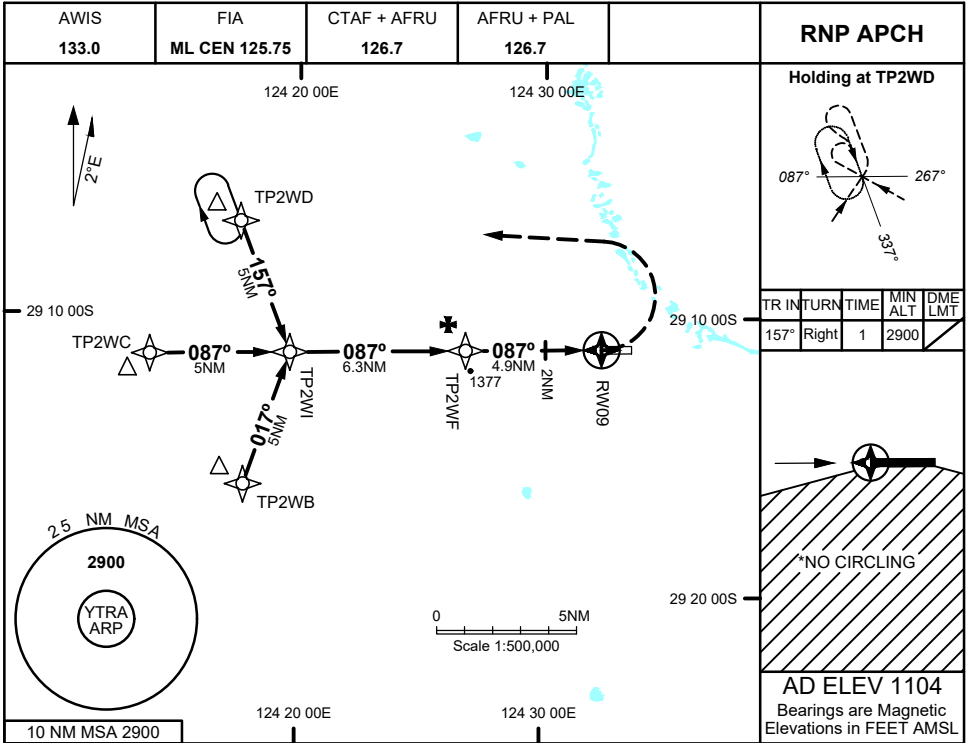 AWIS
133.0
FIA
ML CEN 125.75
CTAF + AFRU
126.7
AFRU + PAL
126.7
RNP APCH
124 20 00E
124 30 00E
2°E
TP2WD
157º
5NM
29 10 00S
29 10 00S
TP2WC
087º
5NM
TP2WI
087º
6.3NM
TP2WF
087º
4.9NM
1377
2NM
RW09
017º
5NM
TP2WB
2.5 NM MSA
2900
YTRA
ARP
10 NM MSA 2900
0 5NM
Scale 1:500,000
29 20 00S
124 20 00E
124 30 00E
Holding at TP2WD
087°
267°
337°
TR IN TURN TIME MIN ALT DME LMT
157° Right 1 2900
*NO CIRCLING
AD ELEV 1104
Bearings are Magnetic
Elevations in FEET AMSL